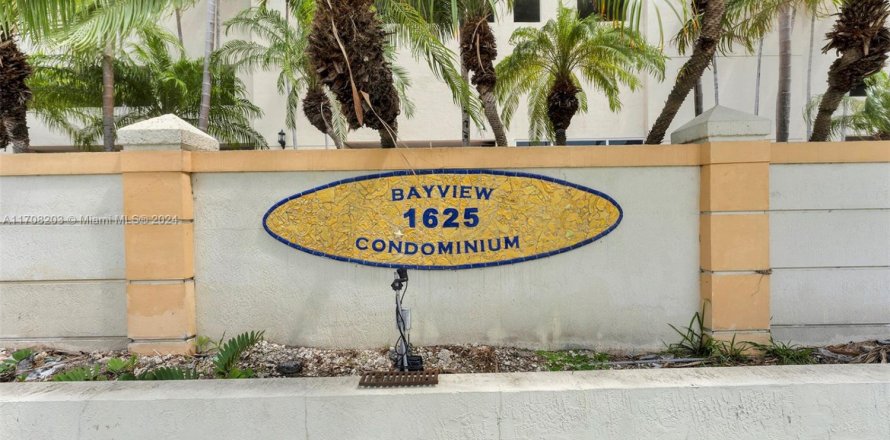 BAYVIEW
1625
CONDOMINIUM
A11708203 © Miami MLS® 2024